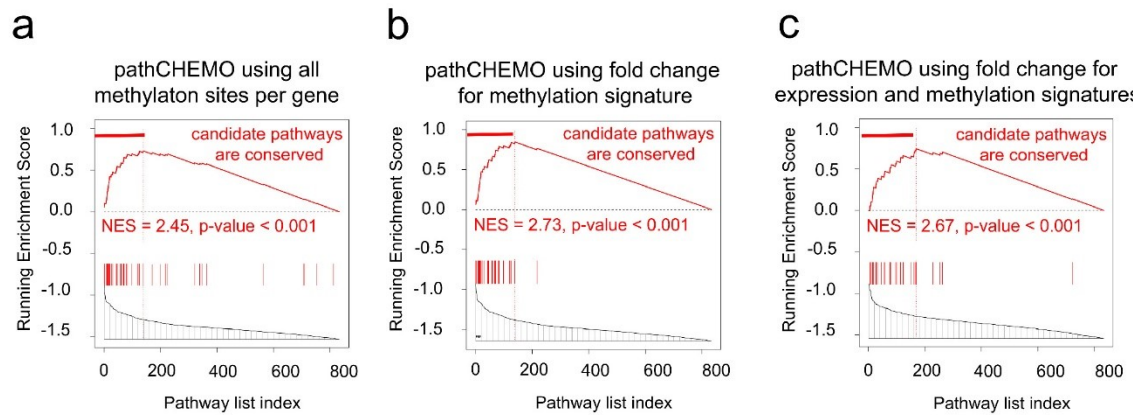 a
pathCHEMO using all
methylaton sites per gene
Running Enrichment Score
1.0
0.5
0.0
-0.5
-1.0
-1.5
candidate pathways
are conserved
NES = 2.45, p-value < 0.001
0 200 400 600 800
Pathway list index
b
pathCHEMO using fold change
for methylation signature
Running Enrichment Score
1.0
0.5
0.0
-0.5
-1.0
-1.5
candidate pathways
are conserved
NES = 2.73, p-value < 0.001
0 200 400 600 800
Pathway list index
c
pathCHEMO using fold change for
expression and methylation signatures
Running Enrichment Score
1.0
0.5
0.0
-0.5
-1.0
-1.5
candidate pathways
are conserved
NES = 2.67, p-value < 0.001
0 200 400 600 800
Pathway list index